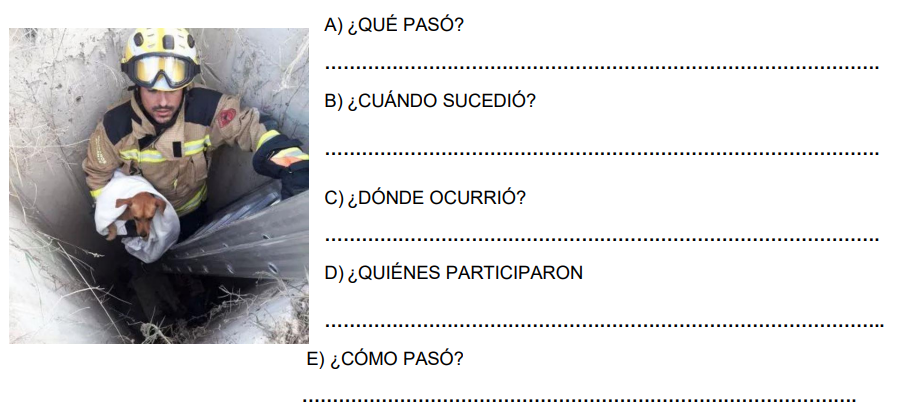 A) ¿QUÉ PASÓ?
……………………………………………………………………………….
B) ¿CUÁNDO SUCEDIÓ?
……………………………………………………………………………….
C) ¿DÓNDE OCURRIÓ?
……………………………………………………………………………….
D) ¿QUIÉNES PARTICIPARON
………………………………………………………………………………..
E) ¿CÓMO PASÓ?
……………………………………………………………………………….